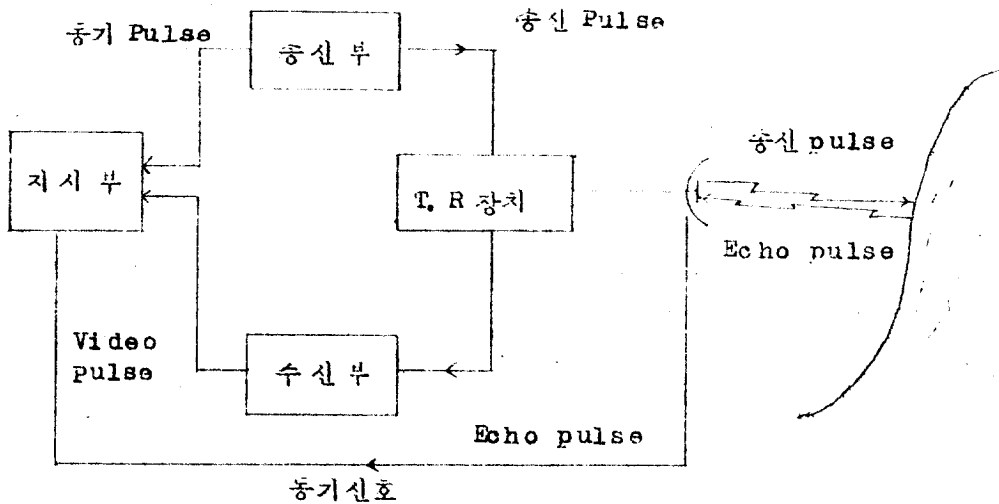 동기 Pulse
송신부
송신 Pulse
지시부
T. R 장치
송신 pulse
Echo pulse
Video
pulse
수신부
Echo pulse
동기신호